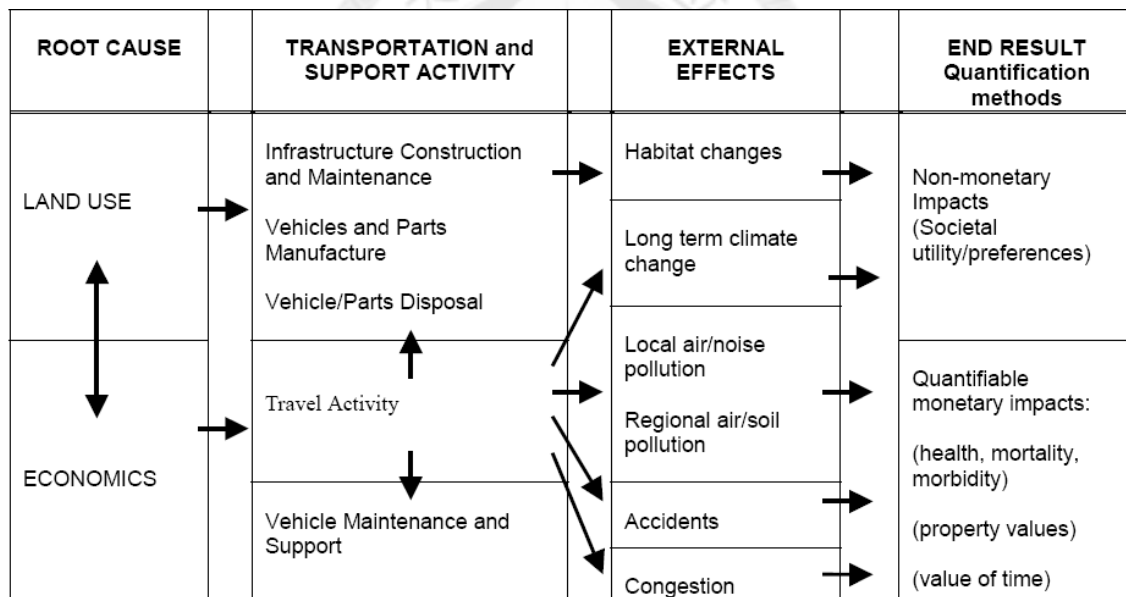 ROOT CAUSE
TRANSPORTATION and
SUPPORT ACTIVITY
EXTERNAL
EFFECTS
END RESULT
Quantification
methods
LAND USE
ECONOMICS
Infrastructure Construction
and Maintenance
Vehicles and Parts
Manufacture
Vehicle/Parts Disposal
Travel Activity
Vehicle Maintenance and
Support
Habitat changes
Long term climate
change
Local air/noise
pollution
Regional air/soil
pollution
Accidents
Congestion
Non-monetary
Impacts
(Societal
utility/preferences)
Quantifiable
monetary impacts:
(health, mortality,
morbidity)
(property values)
(value of time)